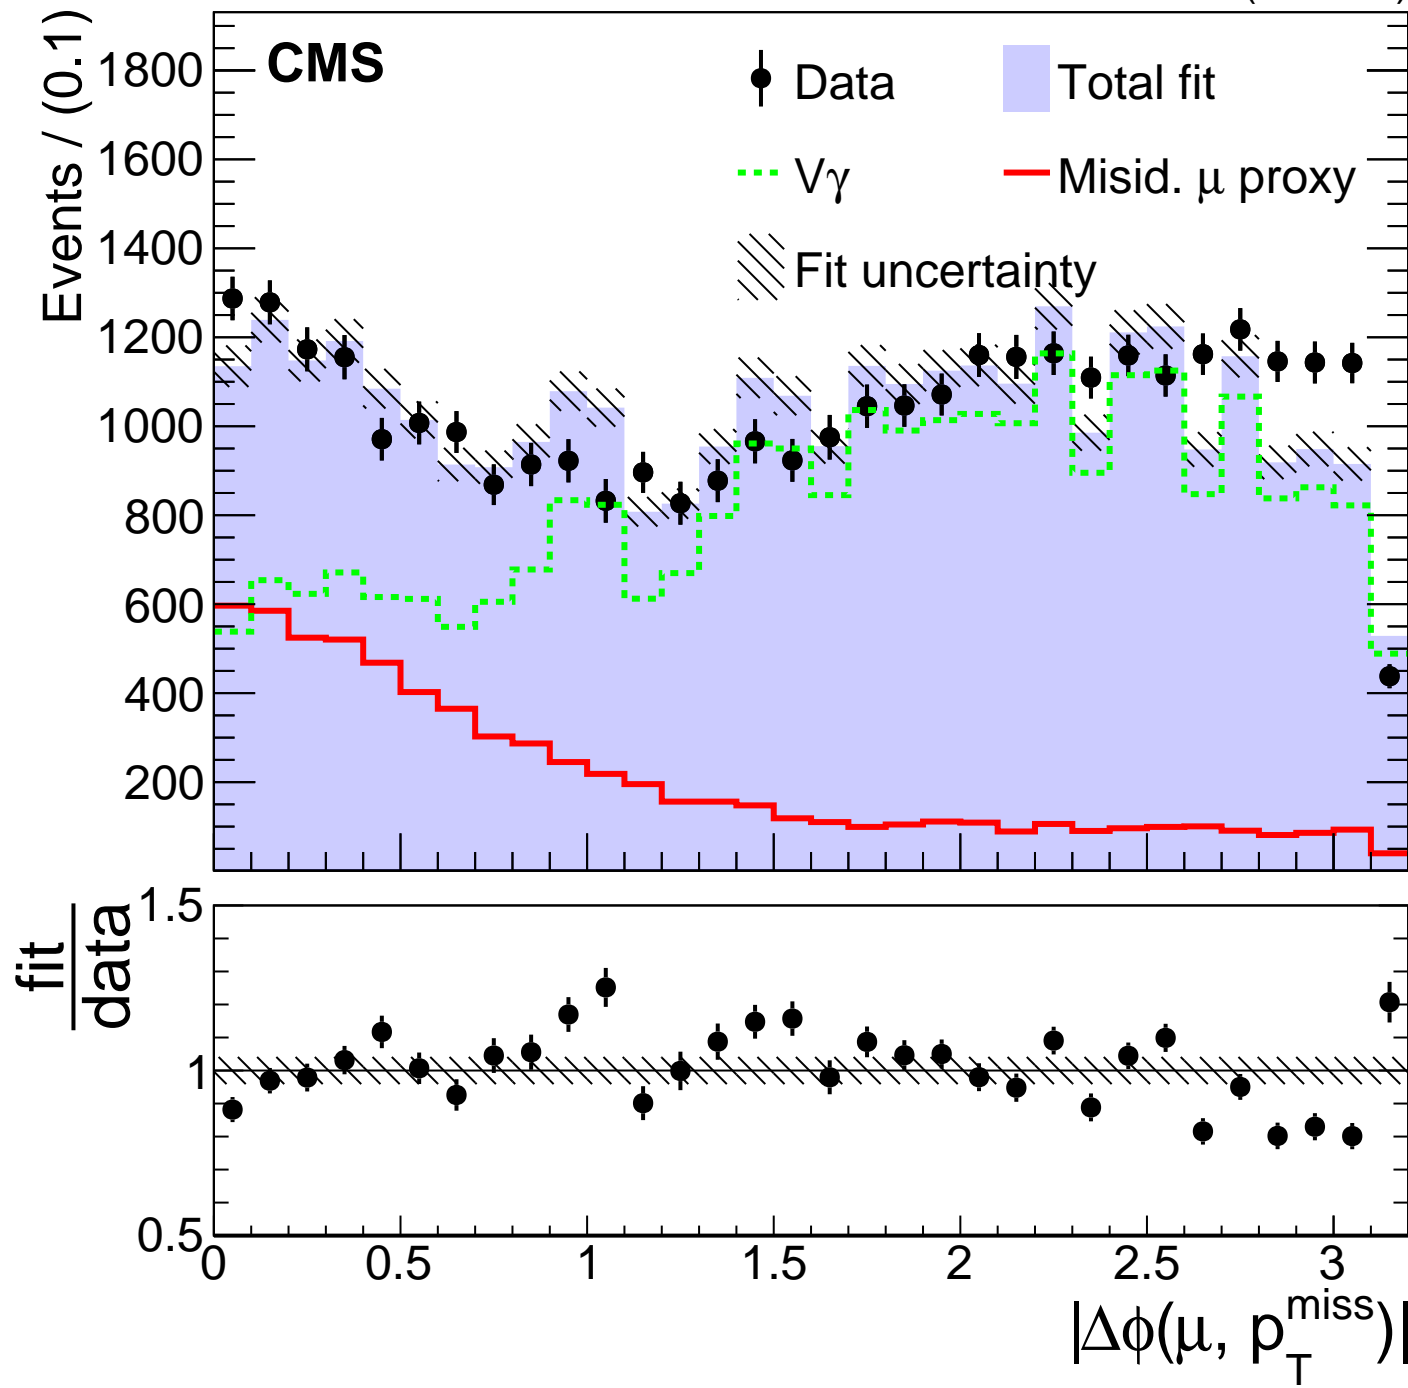 CMS
Data
Total fit
Vγ
Misid. μ proxy
Fit uncertainty
Events / (0.1)
1800
1600
1400
1200
1000
800
600
400
200
fit
data
1.5
1
0.5
0 0.5 1 1.5 2 2.5 3
|Δϕ(μ, p_T^miss)|